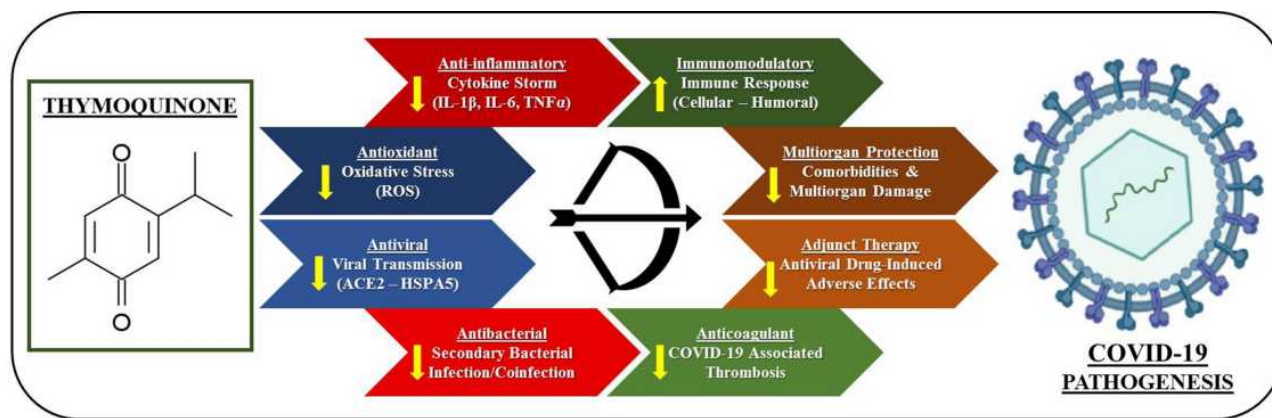 THYMOQUINONE
O
O
Anti-inflammatory
Cytokine Storm
(IL-1β, IL-6, TNFα)
Immunomodulatory
Immune Response
(Cellular – Humoral)
Antioxidant
Oxidative Stress
(ROS)
Multiorgan Protection
Comorbidities &
Multiorgan Damage
Antiviral
Viral Transmission
(ACE2 – HSPA5)
Adjunct Therapy
Antiviral Drug-Induced
Adverse Effects
Antibacterial
Secondary Bacterial
Infection/Coinfection
Anticoagulant
COVID-19 Associated
Thrombosis
COVID-19
PATHOGENESIS